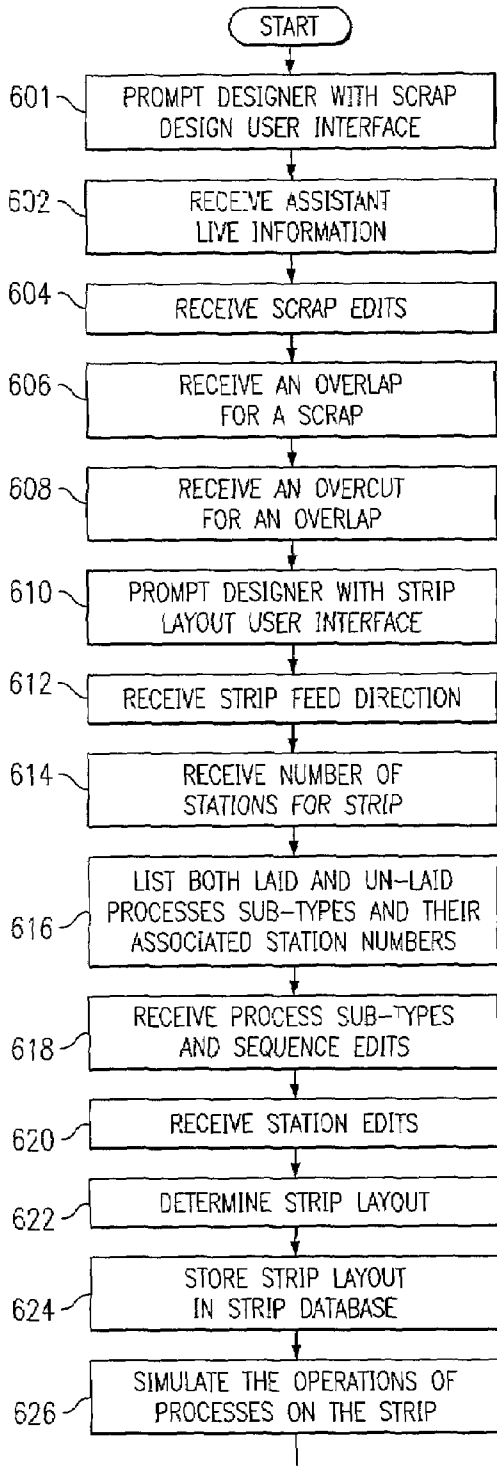 START
601
PROMPT DESIGNER WITH SCRAP
DESIGN USER INTERFACE
602
RECEIVE ASSISTANT
LIVE INFORMATION
604
RECEIVE SCRAP EDITS
606
RECEIVE AN OVERLAP
FOR A SCRAP
608
RECEIVE AN OVERCUT
FOR AN OVERLAP
610
PROMPT DESIGNER WITH STRIP
LAYOUT USER INTERFACE
612
RECEIVE STRIP FEED DIRECTION
614
RECEIVE NUMBER OF
STATIONS FOR STRIP
616
LIST BOTH LAID AND UN-LAID
PROCESSES SUB-TYPES AND THEIR
ASSOCIATED STATION NUMBERS
618
RECEIVE PROCESS SUB-TYPES
AND SEQUENCE EDITS
620
RECEIVE STATION EDITS
622
DETERMINE STRIP LAYOUT
624
STORE STRIP LAYOUT
IN STRIP DATABASE
626
SIMULATE THE OPERATIONS OF
PROCESSES ON THE STRIP